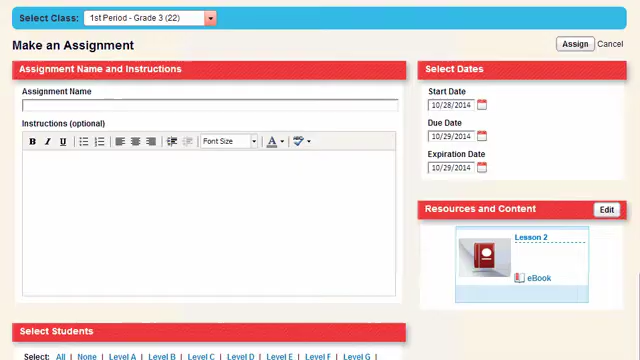 Select Class: 1st Period - Grade 3 (22)
Make an Assignment
Assign Cancel
Assignment Name and Instructions
Assignment Name
Instructions (optional)
B I U Font Size A ABC
Select Dates
Start Date
10/28/2014
Due Date
10/29/2014
Expiration Date
10/29/2014
Resources and Content Edit
Lesson 2
eBook
Select Students
Select: All | None | Level A | Level B | Level C | Level D | Level E | Level F | Level G |